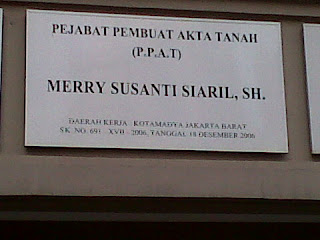 PEJABAT PEMBUAT AKTA TANAH
(P.P.A.T)
MERRY SUSANTI SIARIL, SH.
DAERAH KERJA : KOTAMADYA JAKARTA BARAT
SK. NO. 691 - XVII - 2006, TANGGAL 18 DESEMBER 2006